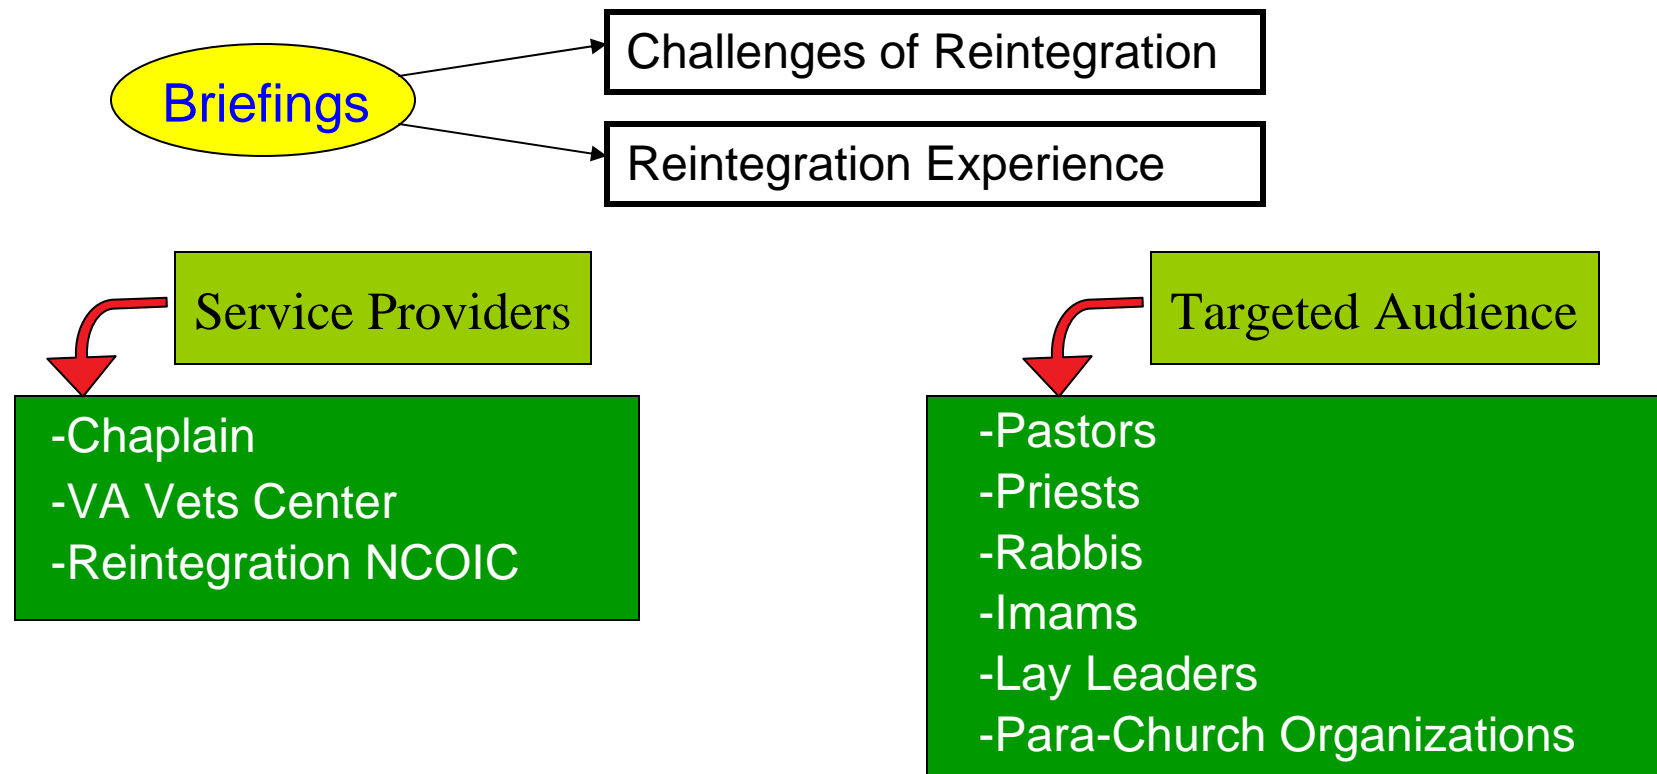 Briefings
Challenges of Reintegration
Reintegration Experience
Service Providers
-Chaplain
-VA Vets Center
-Reintegration NCOIC
Targeted Audience
-Pastors
-Priests
-Rabbis
-Imams
-Lay Leaders
-Para-Church Organizations